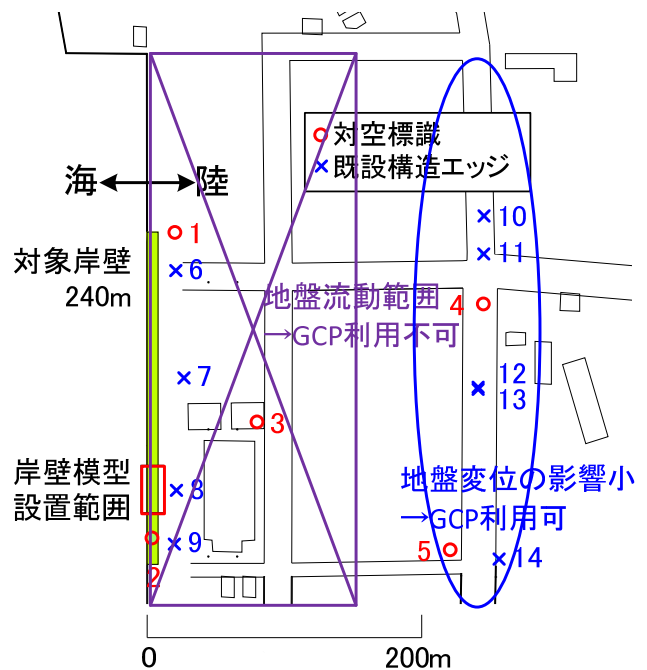 対空標識
既設構造エッジ
海
陸
10
1
11
対象岸壁
240m
6
地盤流動範囲
4
→GCP利用不可
7
12
13
3
岸壁模型
設置範囲
8
地盤変位の影響小
→GCP利用可
9
5
14
2
0
200m